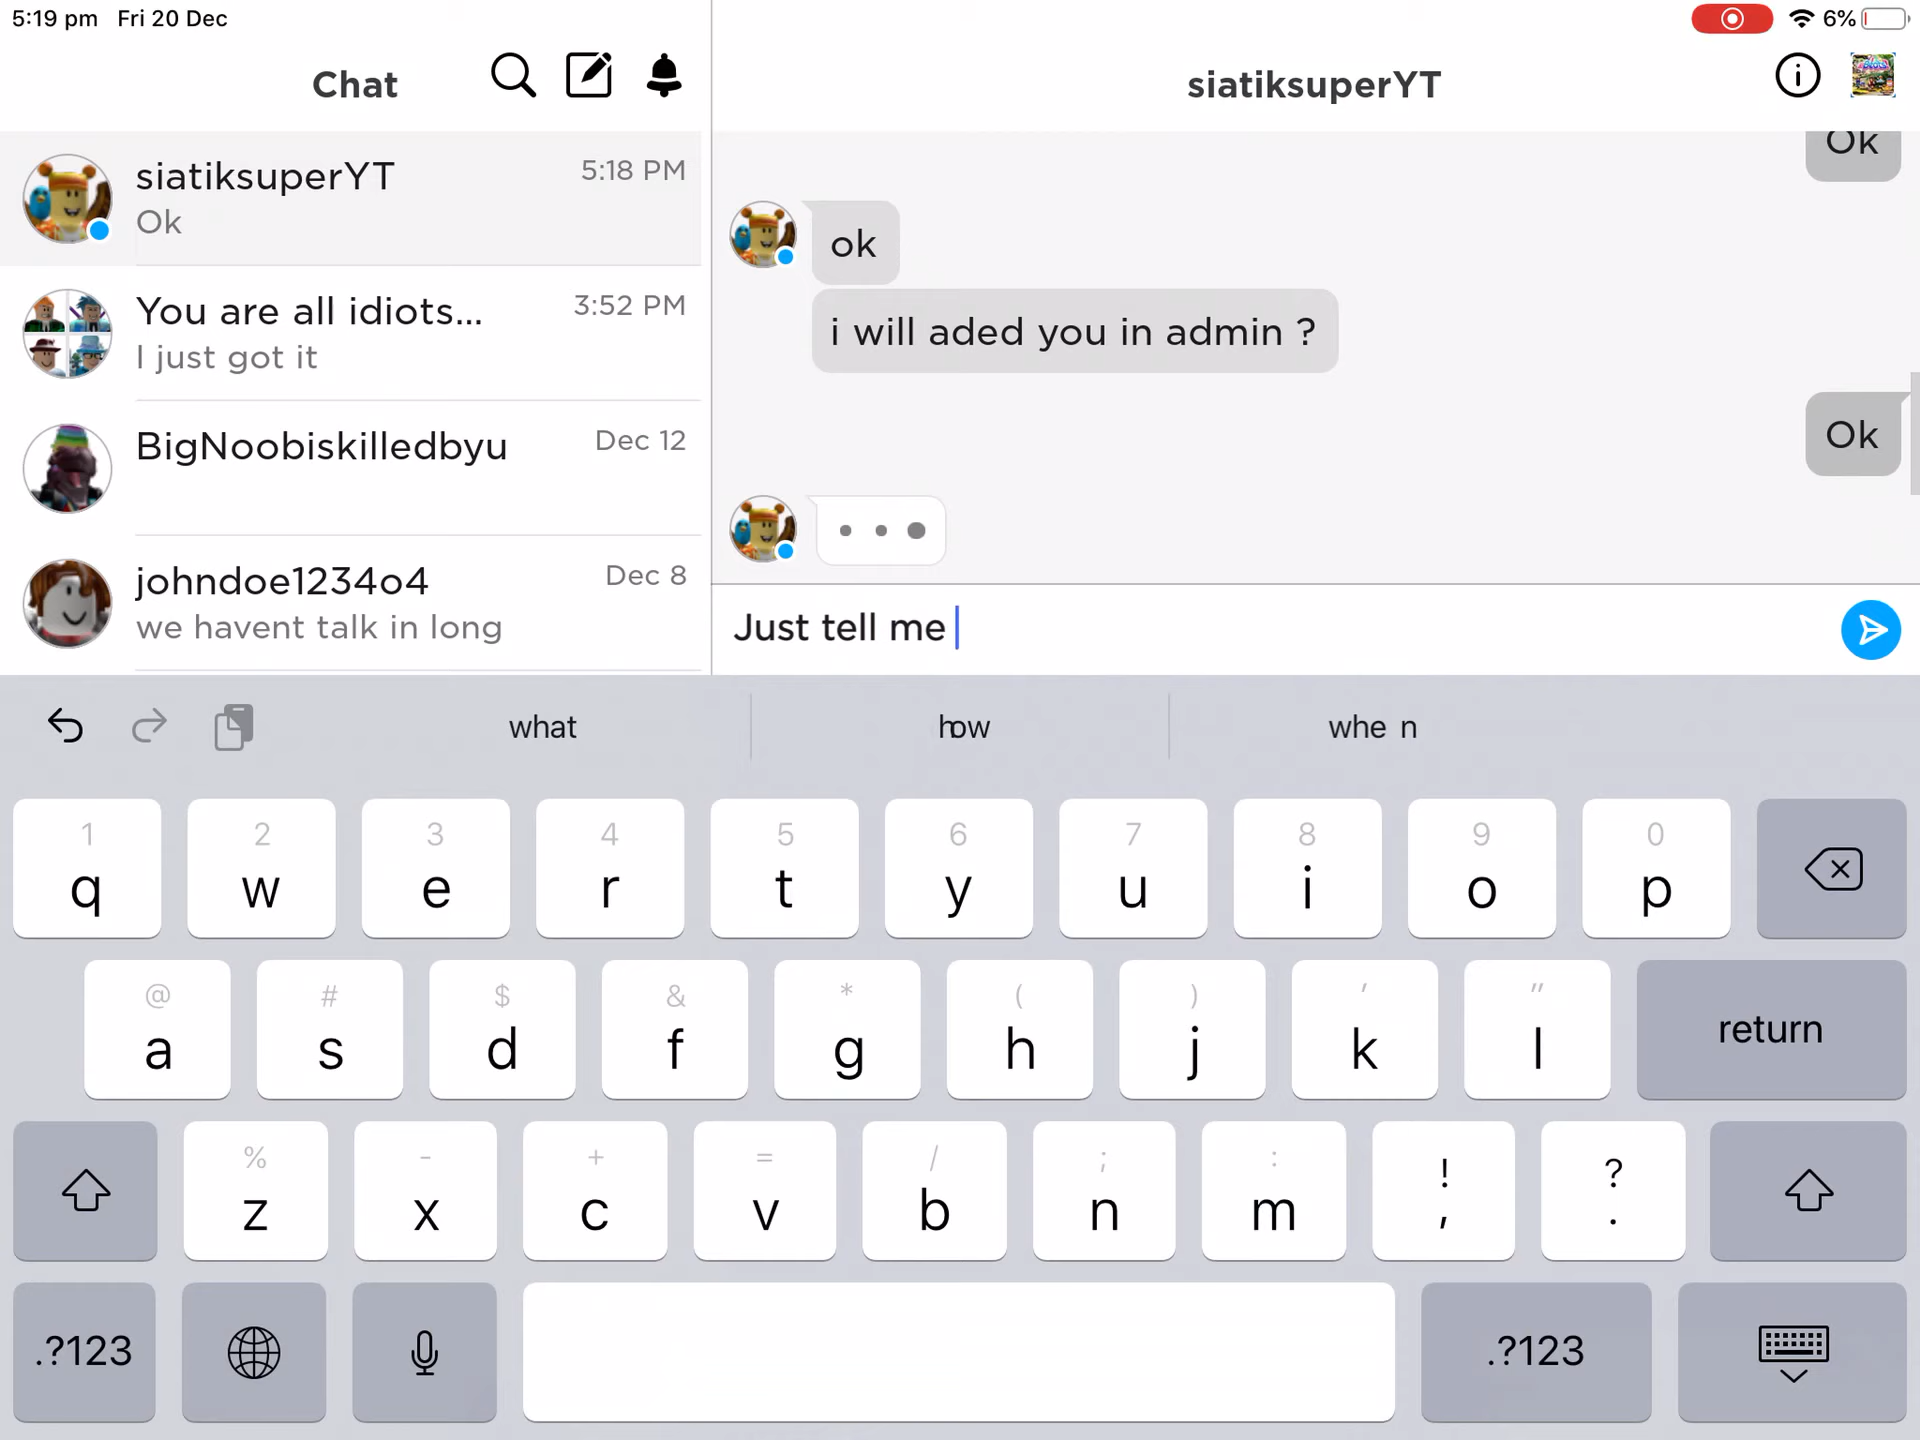 5:19 pm Fri 20 Dec
6%
Chat
siatiksuperYT
5:18 PM
Ok
You are all idiots...
3:52 PM
I just got it
BigNoobiskilledbyu
Dec 12
johndoe1234o4
Dec 8
we havent talk in long
siatiksuperYT
Ok
ok
i will aded you in admin ?
Ok
Just tell me
what how when
1 2 3 4 5 6 7 8 9 0
q w e r t y u i o p
@ # $ & * ( ) ' "
a s d f g h j k l return
% - + = / ; : ! ?
z x c v b n m , .
.?123 .?123